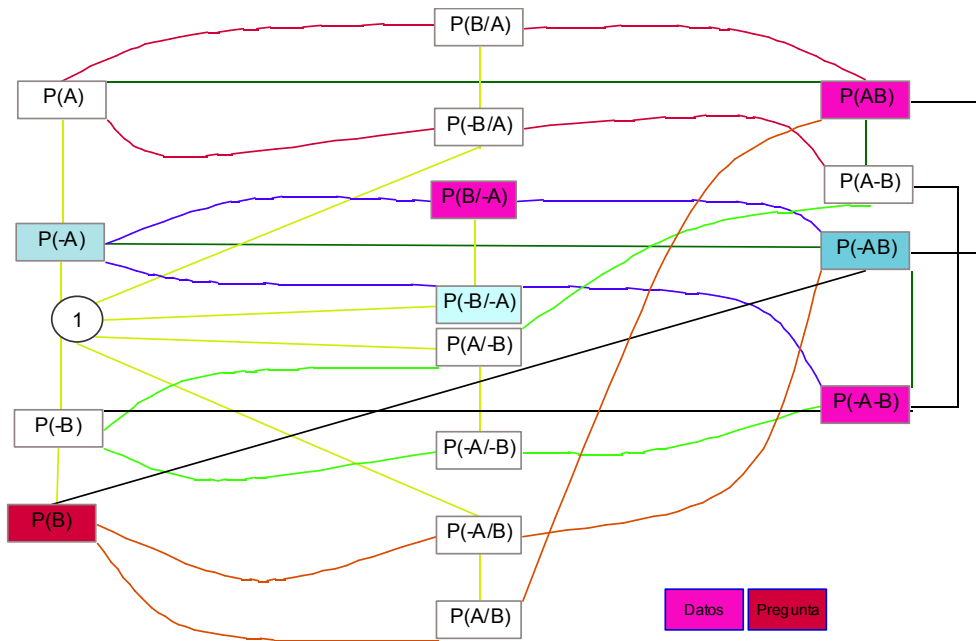 P(B/A)
P(A)
P(AB)
P(-B/A)
P(A-B)
P(B/-A)
P(-A)
P(-AB)
P(-B/-A)
1
P(A/-B)
P(-A-B)
P(-B)
P(-A/-B)
P(B)
P(-A/B)
P(A/B)
Datos
Pregunta